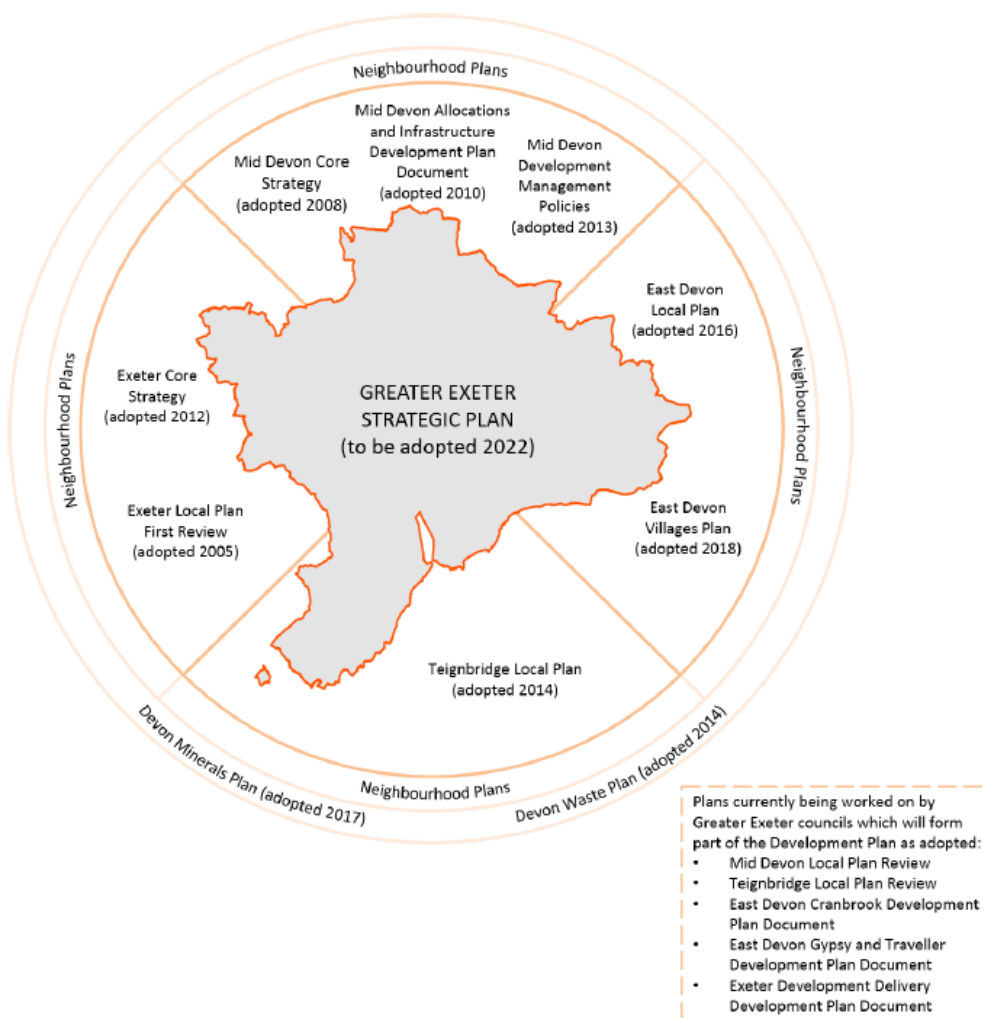 Neighbourhood Plans
Mid Devon Core
Strategy
(adopted 2008)
Mid Devon Allocations
and Infrastructure
Development Plan
Document
(adopted 2010)
Mid Devon
Development
Management
Policies
(adopted 2013)
East Devon
Local Plan
(adopted 2016)
Neighbourhood Plans
Exeter Core
Strategy
(adopted 2012)
GREATER EXETER
STRATEGIC PLAN
(to be adopted 2022)
Neighbourhood Plans
Exeter Local Plan
First Review
(adopted 2005)
East Devon
Villages Plan
(adopted 2018)
Teignbridge Local Plan
(adopted 2014)
Neighbourhood Plans
Devon Minerals Plan (adopted 2017)
Devon Waste Plan (adopted 2014)
Plans currently being worked on by
Greater Exeter councils which will form
part of the Development Plan as adopted:
• Mid Devon Local Plan Review
• Teignbridge Local Plan Review
• East Devon Cranbrook Development
Plan Document
• East Devon Gypsy and Traveller
Development Plan Document
• Exeter Development Delivery
Development Plan Document